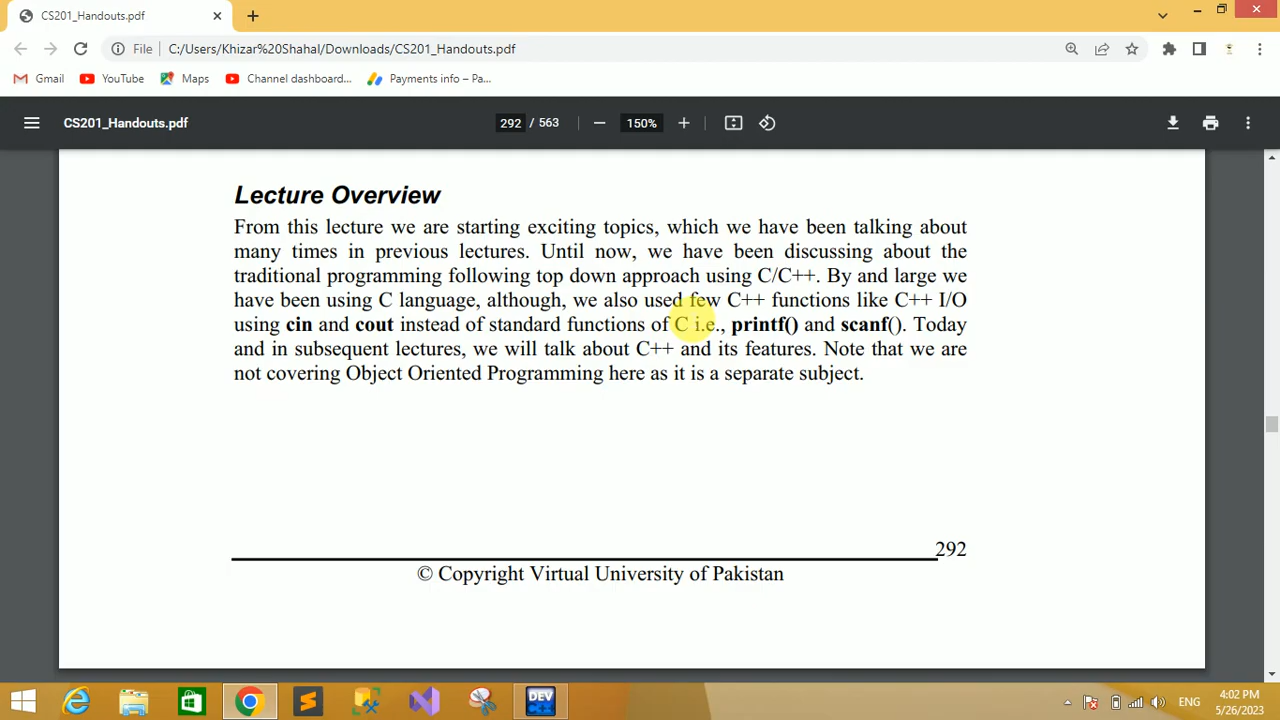 CS201_Handouts.pdf
File C:/Users/Khizar%20Shahal/Downloads/CS201_Handouts.pdf
Gmail YouTube Maps Channel dashboard... Payments info – Pa...
CS201_Handouts.pdf 292 / 563 150%
Lecture Overview
From this lecture we are starting exciting topics, which we have been talking about
many times in previous lectures. Until now, we have been discussing about the
traditional programming following top down approach using C/C++. By and large we
have been using C language, although, we also used few C++ functions like C++ I/O
using cin and cout instead of standard functions of C i.e., printf() and scanf(). Today
and in subsequent lectures, we will talk about C++ and its features. Note that we are
not covering Object Oriented Programming here as it is a separate subject.
292
© Copyright Virtual University of Pakistan
DEV
ENG
4:02 PM
5/26/2023